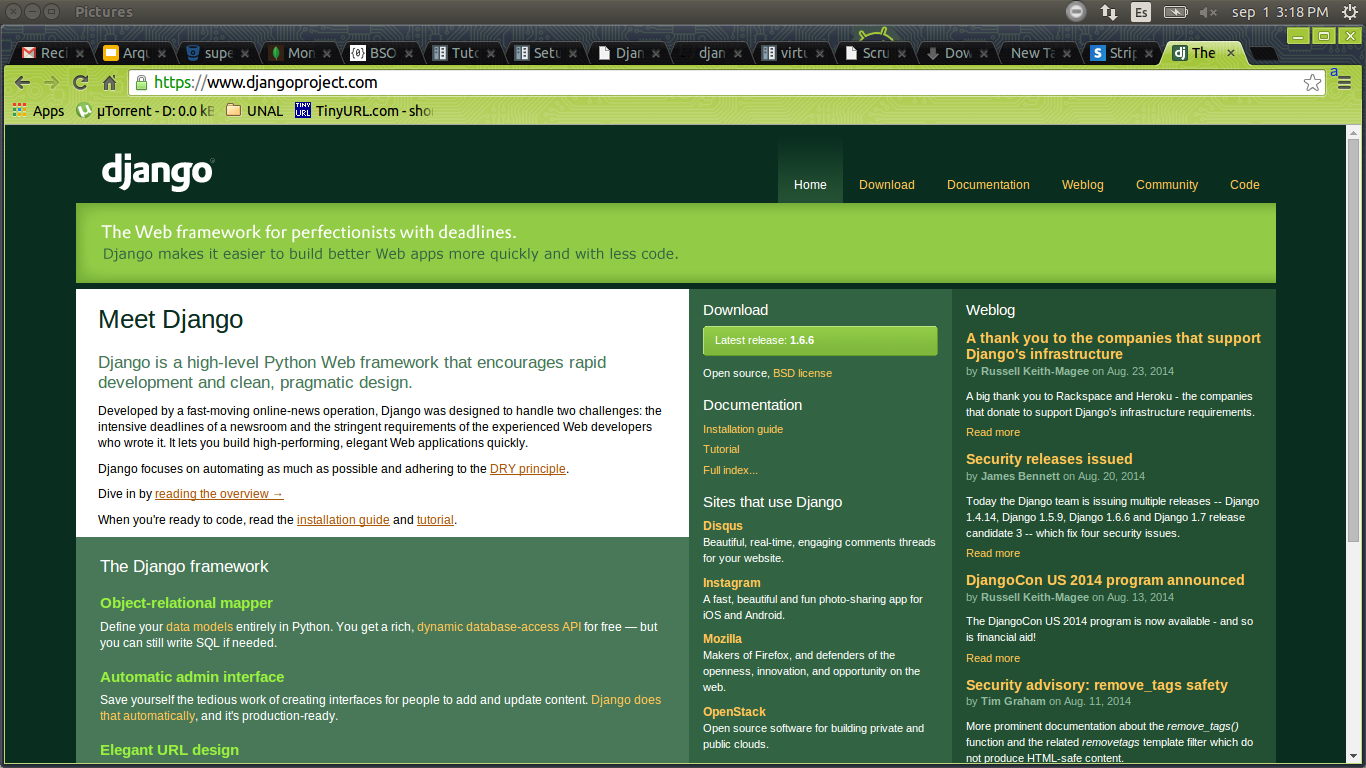 Pictures
Es
sep 1 3:18 PM
Rec
Arqu
supe
Mon
BSO
Tuto
Setu
Djan
djan
virtu
Scru
Dow
New Ta
Strip
The
https://www.djangoproject.com
a
Apps
µTorrent - D: 0.0 kB
UNAL
TINY
URL
TinyURL.com - sho
django
Home
Download
Documentation
Weblog
Community
Code
The Web framework for perfectionists with deadlines.
Django makes it easier to build better Web apps more quickly and with less code.
Meet Django
Django is a high-level Python Web framework that encourages rapid
development and clean, pragmatic design.
Developed by a fast-moving online-news operation, Django was designed to handle two challenges: the
intensive deadlines of a newsroom and the stringent requirements of the experienced Web developers
who wrote it. It lets you build high-performing, elegant Web applications quickly.
Django focuses on automating as much as possible and adhering to the DRY principle.
Dive in by reading the overview →
When you're ready to code, read the installation guide and tutorial.
The Django framework
Object-relational mapper
Define your data models entirely in Python. You get a rich, dynamic database-access API for free — but
you can still write SQL if needed.
Automatic admin interface
Save yourself the tedious work of creating interfaces for people to add and update content. Django does
that automatically, and it's production-ready.
Elegant URL design
Download
Latest release: 1.6.6
Open source, BSD license
Documentation
Installation guide
Tutorial
Full index...
Sites that use Django
Disqus
Beautiful, real-time, engaging comments threads
for your website.
Instagram
A fast, beautiful and fun photo-sharing app for
iOS and Android.
Mozilla
Makers of Firefox, and defenders of the
openness, innovation, and opportunity on the
web.
OpenStack
Open source software for building private and
public clouds.
Weblog
A thank you to the companies that support
Django's infrastructure
by Russell Keith-Magee on Aug. 23, 2014
A big thank you to Rackspace and Heroku - the companies
that donate to support Django's infrastructure requirements.
Read more
Security releases issued
by James Bennett on Aug. 20, 2014
Today the Django team is issuing multiple releases -- Django
1.4.14, Django 1.5.9, Django 1.6.6 and Django 1.7 release
candidate 3 -- which fix four security issues.
Read more
DjangoCon US 2014 program announced
by Russell Keith-Magee on Aug. 13, 2014
The DjangoCon US 2014 program is now available - and so
is financial aid!
Read more
Security advisory: remove_tags safety
by Tim Graham on Aug. 11, 2014
More prominent documentation about the remove_tags()
function and the related removetags template filter which do
not produce HTML-safe content.